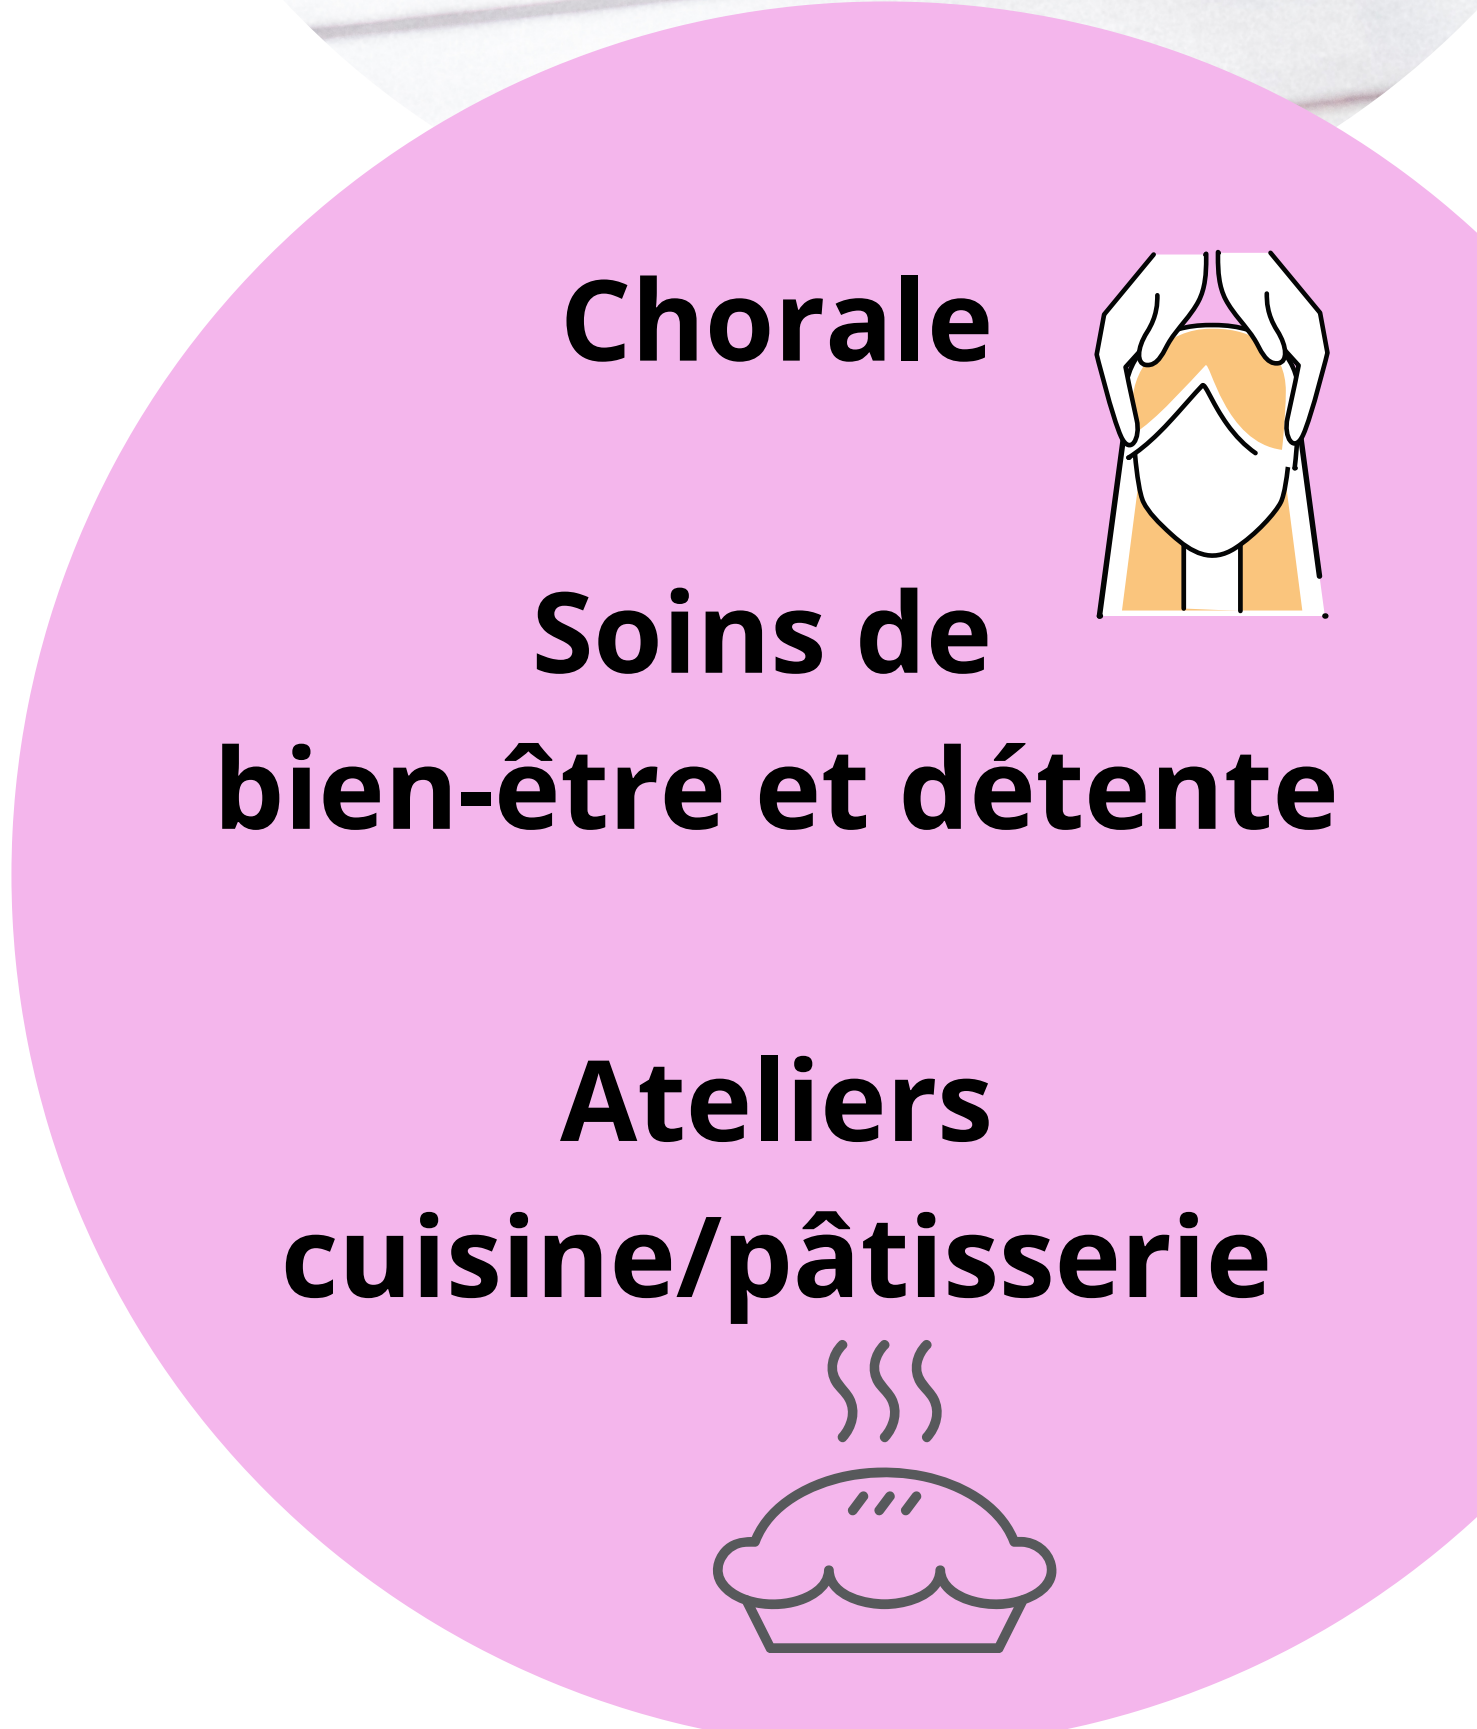 Chorale
Soins de
bien-être et détente
Ateliers
cuisine/pâtisserie